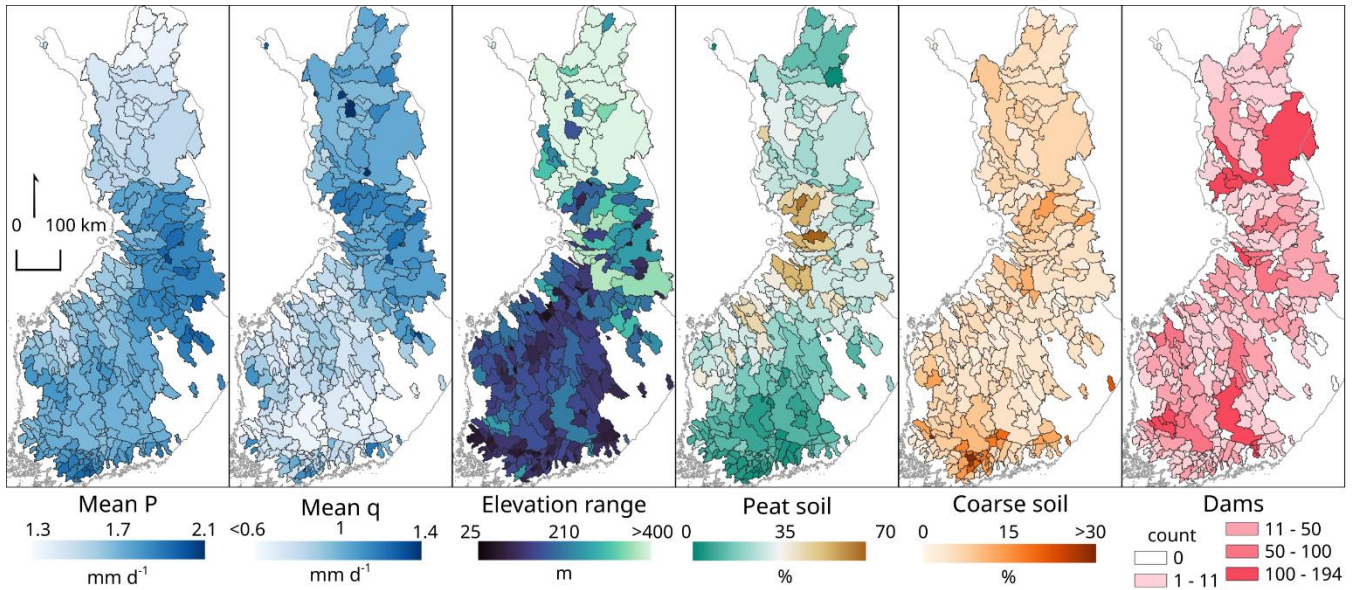 0 100 km
Mean P
1.3 1.7 2.1
mm d⁻¹
Mean q
<0.6 1 1.4
mm d⁻¹
Elevation range
25 210 >400
m
Peat soil
0 35 70
%
Coarse soil
0 15 >30
%
Dams
count
0
1 - 11
11 - 50
50 - 100
100 - 194